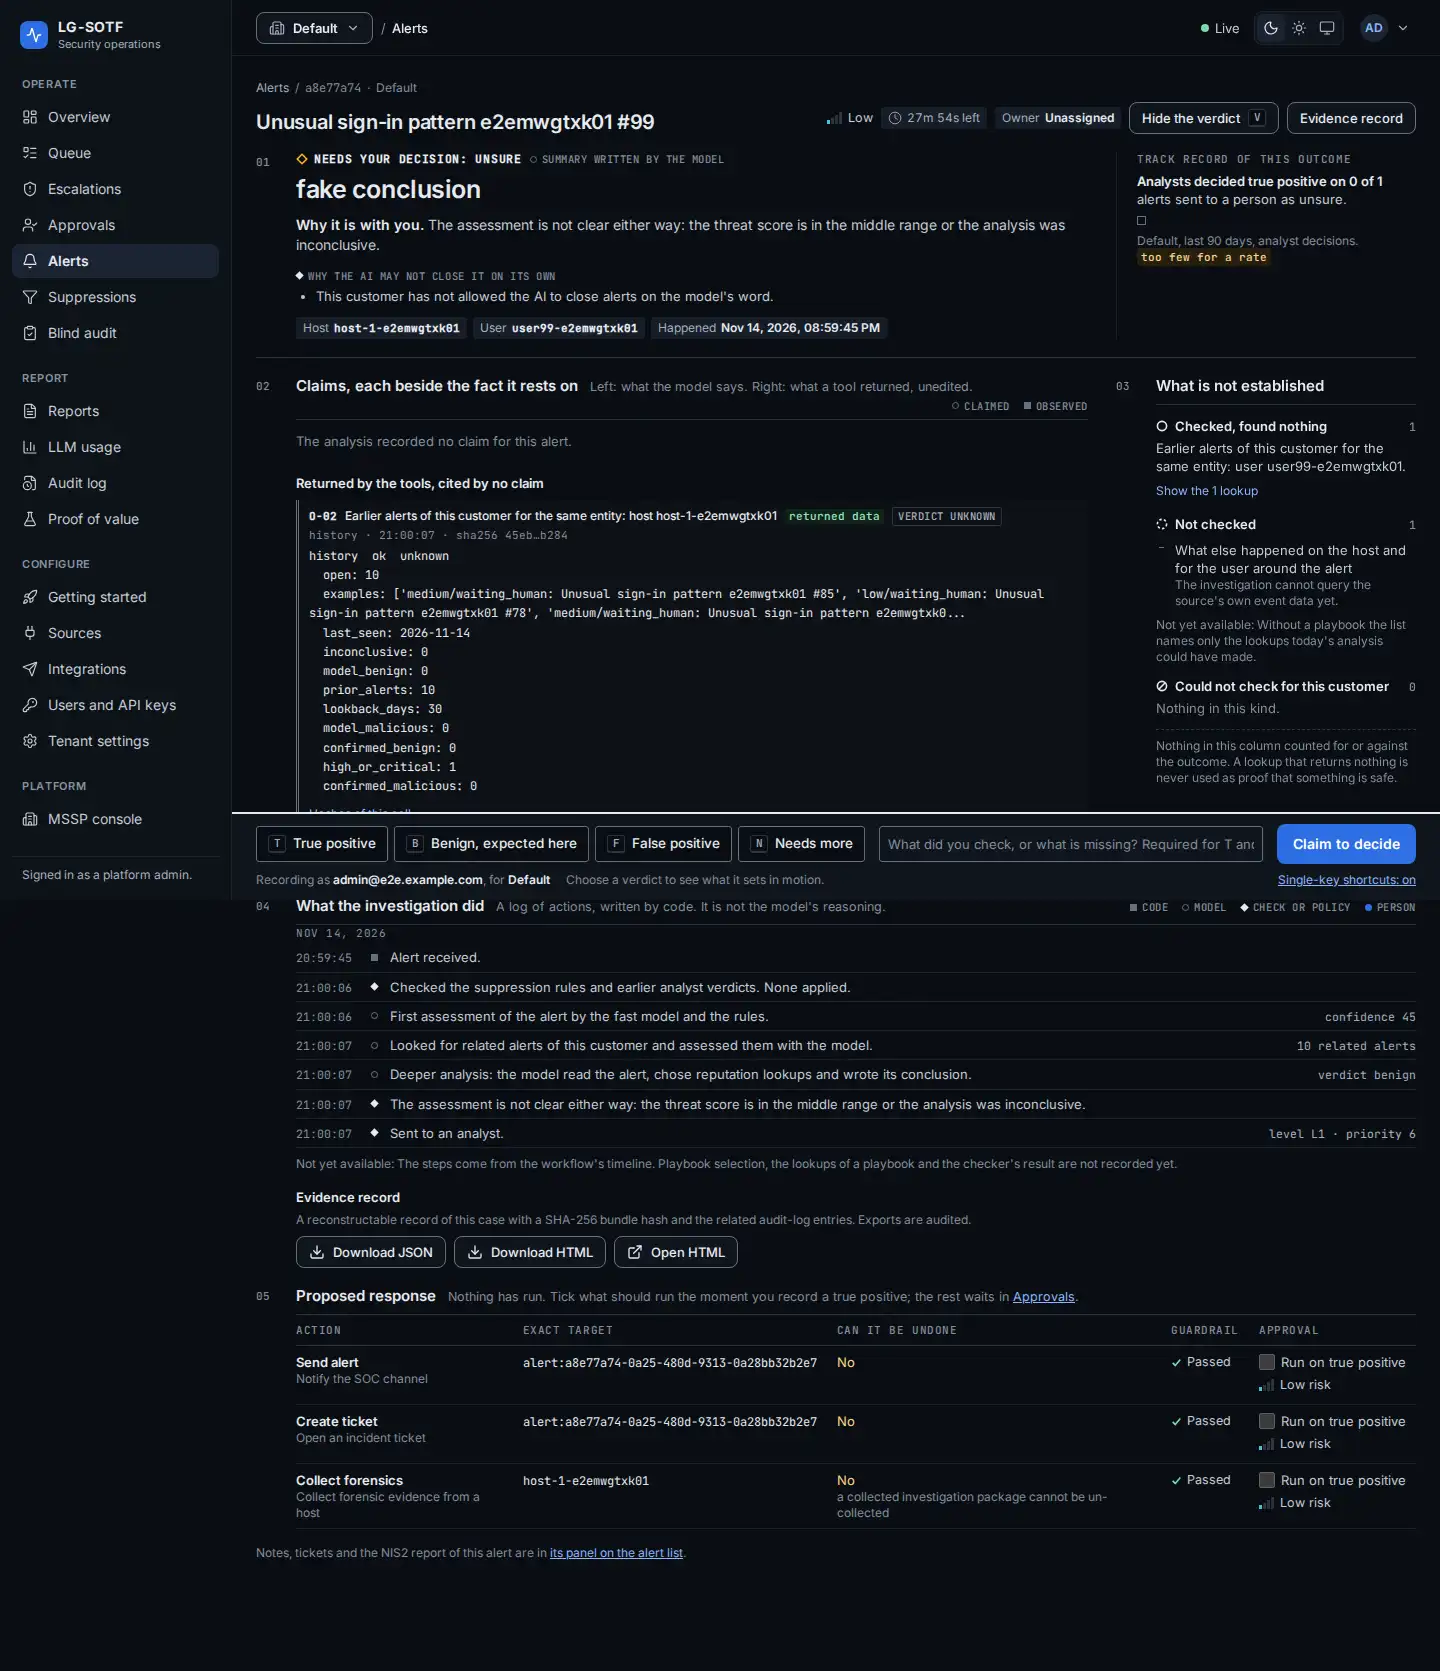 LG-SOTF
Security operations
OPERATE
Overview
Queue
Escalations
Approvals
Alerts
Suppressions
Blind audit
REPORT
Reports
LLM usage
Audit log
Proof of value
CONFIGURE
Getting started
Sources
Integrations
Users and API keys
Tenant settings
PLATFORM
MSSP console
Signed in as a platform admin.
Default / Alerts
Live
AD
Alerts / a8e77a74 · Default
Unusual sign-in pattern e2emwgtxk01 #99
Low 27m 54s left Owner Unassigned Hide the verdict V Evidence record
01 NEEDS YOUR DECISION: UNSURE SUMMARY WRITTEN BY THE MODEL
fake conclusion
Why it is with you. The assessment is not clear either way: the threat score is in the middle range or the analysis was
inconclusive.
WHY THE AI MAY NOT CLOSE IT ON ITS OWN
• This customer has not allowed the AI to close alerts on the model's word.
Host host-1-e2emwgtxk01 User user99-e2emwgtxk01 Happened Nov 14, 2026, 08:59:45 PM
TRACK RECORD OF THIS OUTCOME
Analysts decided true positive on 0 of 1
alerts sent to a person as unsure.
Default, last 90 days, analyst decisions.
too few for a rate
02 Claims, each beside the fact it rests on Left: what the model says. Right: what a tool returned, unedited.
CLAIMED OBSERVED
The analysis recorded no claim for this alert.
Returned by the tools, cited by no claim
O-02 Earlier alerts of this customer for the same entity: host host-1-e2emwgtxk01 returned data VERDICT UNKNOWN
history · 21:00:07 · sha256 45eb…b284
history ok unknown
open: 10
examples: ['medium/waiting_human: Unusual sign-in pattern e2emwgtxk01 #85', 'low/waiting_human: Unusual
sign-in pattern e2emwgtxk01 #78', 'medium/waiting_human: Unusual sign-in pattern e2emwgtxk0...
last_seen: 2026-11-14
inconclusive: 0
model_benign: 0
prior_alerts: 10
lookback_days: 30
model_malicious: 0
confirmed_benign: 0
high_or_critical: 1
confirmed_malicious: 0
03 What is not established
Checked, found nothing 1
Earlier alerts of this customer for the
same entity: user user99-e2emwgtxk01.
Show the 1 lookup
Not checked 1
What else happened on the host and
for the user around the alert
The investigation cannot query the
source's own event data yet.
Not yet available: Without a playbook the list
names only the lookups today's analysis
could have made.
Could not check for this customer 0
Nothing in this kind.
Nothing in this column counted for or against
the outcome. A lookup that returns nothing is
never used as proof that something is safe.
T True positive B Benign, expected here F False positive N Needs more What did you check, or what is missing? Required for T and Claim to decide
Recording as admin@e2e.example.com, for Default Choose a verdict to see what it sets in motion. Single-key shortcuts: on
04 What the investigation did A log of actions, written by code. It is not the model's reasoning. CODE MODEL CHECK OR POLICY PERSON
NOV 14, 2026
20:59:45 Alert received.
21:00:06 Checked the suppression rules and earlier analyst verdicts. None applied.
21:00:06 First assessment of the alert by the fast model and the rules. confidence 45
21:00:07 Looked for related alerts of this customer and assessed them with the model. 10 related alerts
21:00:07 Deeper analysis: the model read the alert, chose reputation lookups and wrote its conclusion. verdict benign
21:00:07 The assessment is not clear either way: the threat score is in the middle range or the analysis was inconclusive.
21:00:07 Sent to an analyst. level L1 · priority 6
Not yet available: The steps come from the workflow's timeline. Playbook selection, the lookups of a playbook and the checker's result are not recorded yet.
Evidence record
A reconstructable record of this case with a SHA-256 bundle hash and the related audit-log entries. Exports are audited.
Download JSON Download HTML Open HTML
05 Proposed response Nothing has run. Tick what should run the moment you record a true positive; the rest waits in Approvals.
ACTION EXACT TARGET CAN IT BE UNDONE GUARDRAIL APPROVAL
Send alert alert:a8e77a74-0a25-480d-9313-0a28bb32b2e7 No Passed Run on true positive
Notify the SOC channel Low risk
Create ticket alert:a8e77a74-0a25-480d-9313-0a28bb32b2e7 No Passed Run on true positive
Open an incident ticket Low risk
Collect forensics host-1-e2emwgtxk01 No Passed Run on true positive
Collect forensic evidence from a a collected investigation package cannot be un- Low risk
host collected
Notes, tickets and the NIS2 report of this alert are in its panel on the alert list.